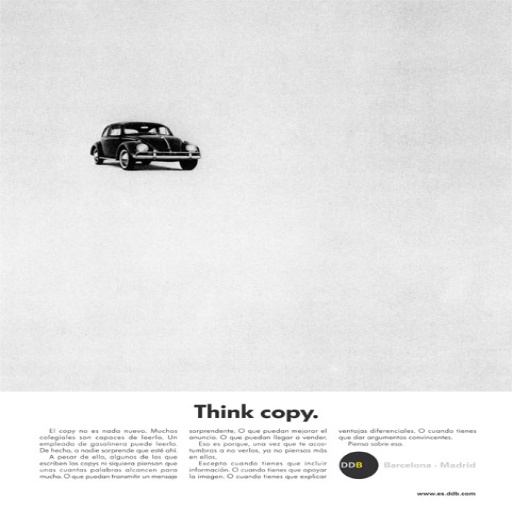 Think copy.
El copy no es nada nuevo. Muchos
colegiales son capaces de leerlo. Un
empleado de gasolinera puede leerlo.
De hecho, a nadie sorprende que esté ahí.
A pesar de ello, algunos de los que
escriben los copys ni siquiera piensan que
unas cuantas palabras alcancen para
mucho. O que puedan transmitir un mensaje
sorprendente. O que puedan mejorar el
anuncio. O que puedan llegar a vender.
Eso es porque, una vez que te acos-
tumbras a no verlos, ya no piensas más
en ellos.
Excepto cuando tienes que incluir
información. O cuando tienes que apoyar
la imagen. O cuando tienes que explicar
ventajas diferenciales. O cuando tienes
que dar argumentos convincentes.
Piensa sobre eso.
DDB Barcelona - Madrid
www.es.ddb.com